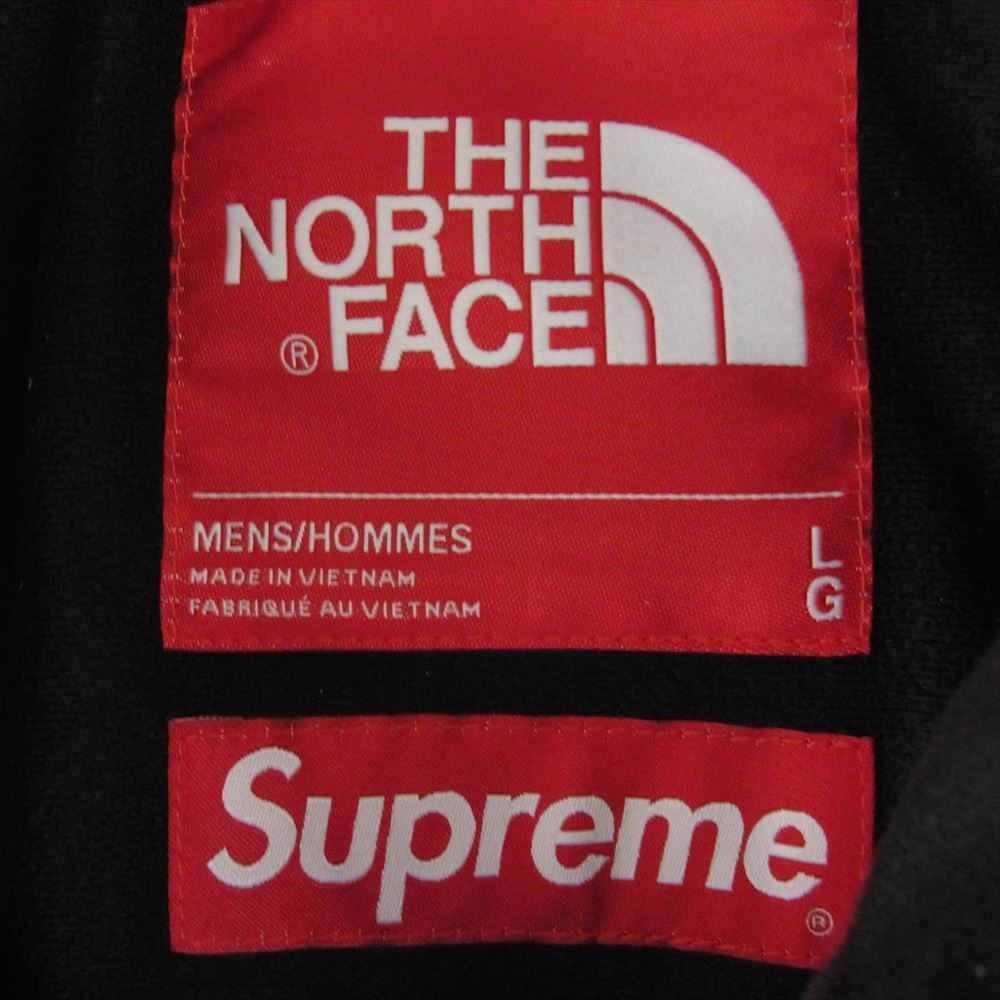 THE
NORTH
® FACE
MENS/HOMMES L
MADE IN VIETNAM
FABRIQUÉ AU VIETNAM G
Supreme
®